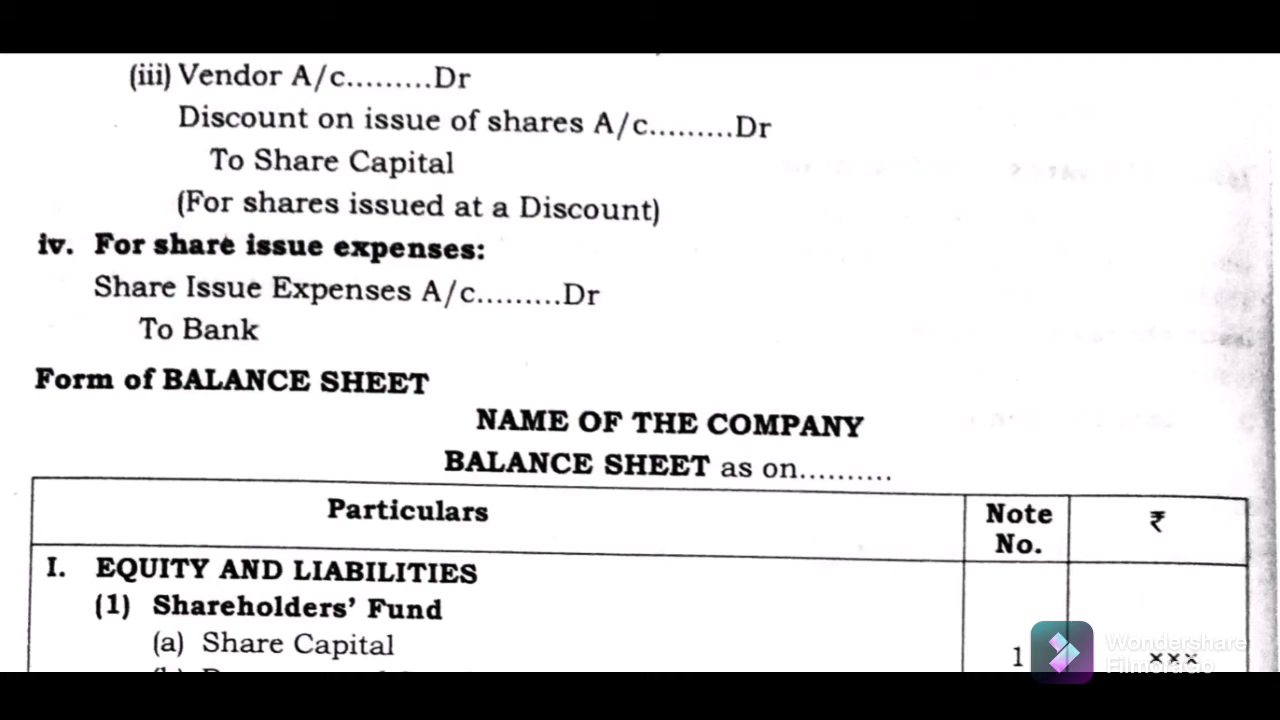 (iii) Vendor A/c.........Dr
Discount on issue of shares A/c.........Dr
To Share Capital
(For shares issued at a Discount)
iv. For share issue expenses:
Share Issue Expenses A/c.........Dr
To Bank
Form of BALANCE SHEET
NAME OF THE COMPANY
BALANCE SHEET as on..........
Particulars Note No. ₹
I. EQUITY AND LIABILITIES
(1) Shareholders' Fund
(a) Share Capital 1 ×××
Wondershare
Filmorago